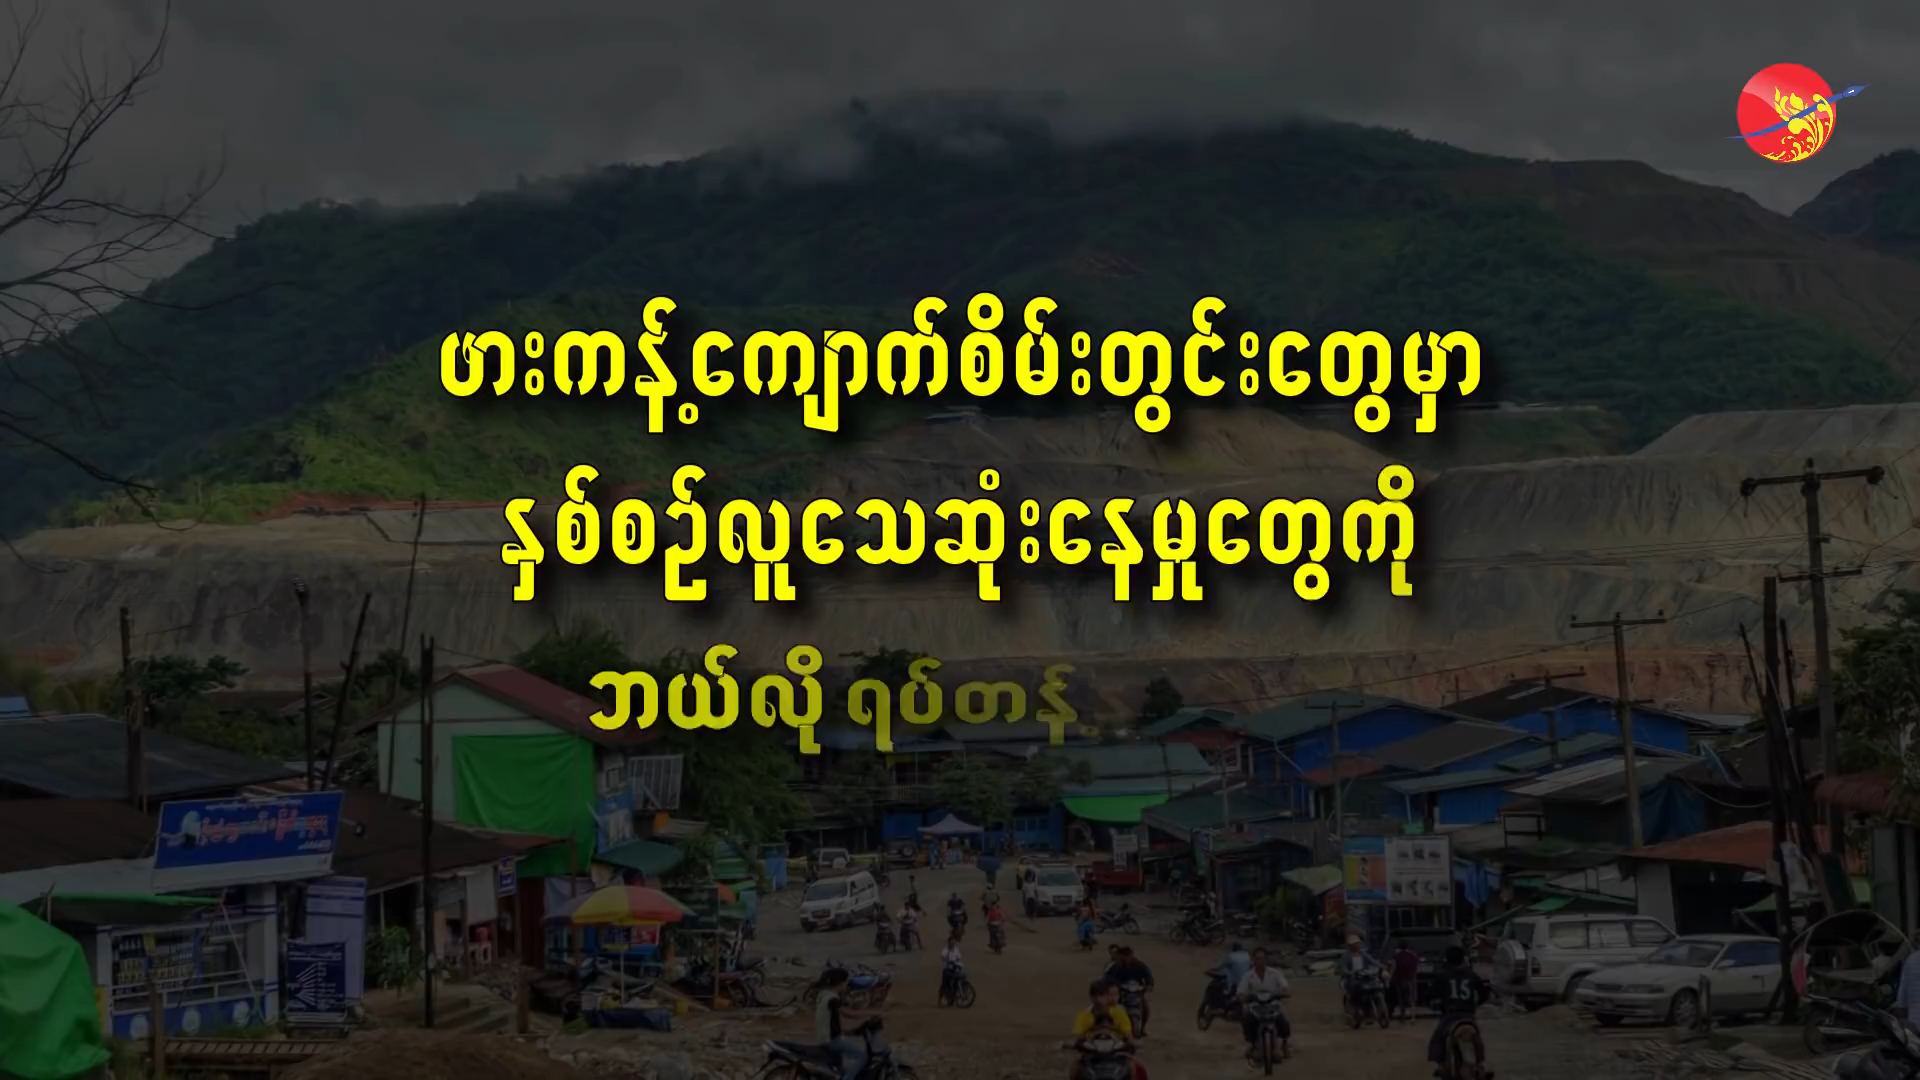 ဖားကန့်ကျောက်စိမ်းတွင်းတွေမှာ
နှစ်စဉ်လူသေဆုံးနေမှုတွေကို
ဘယ်လို ရပ်တန့်
15